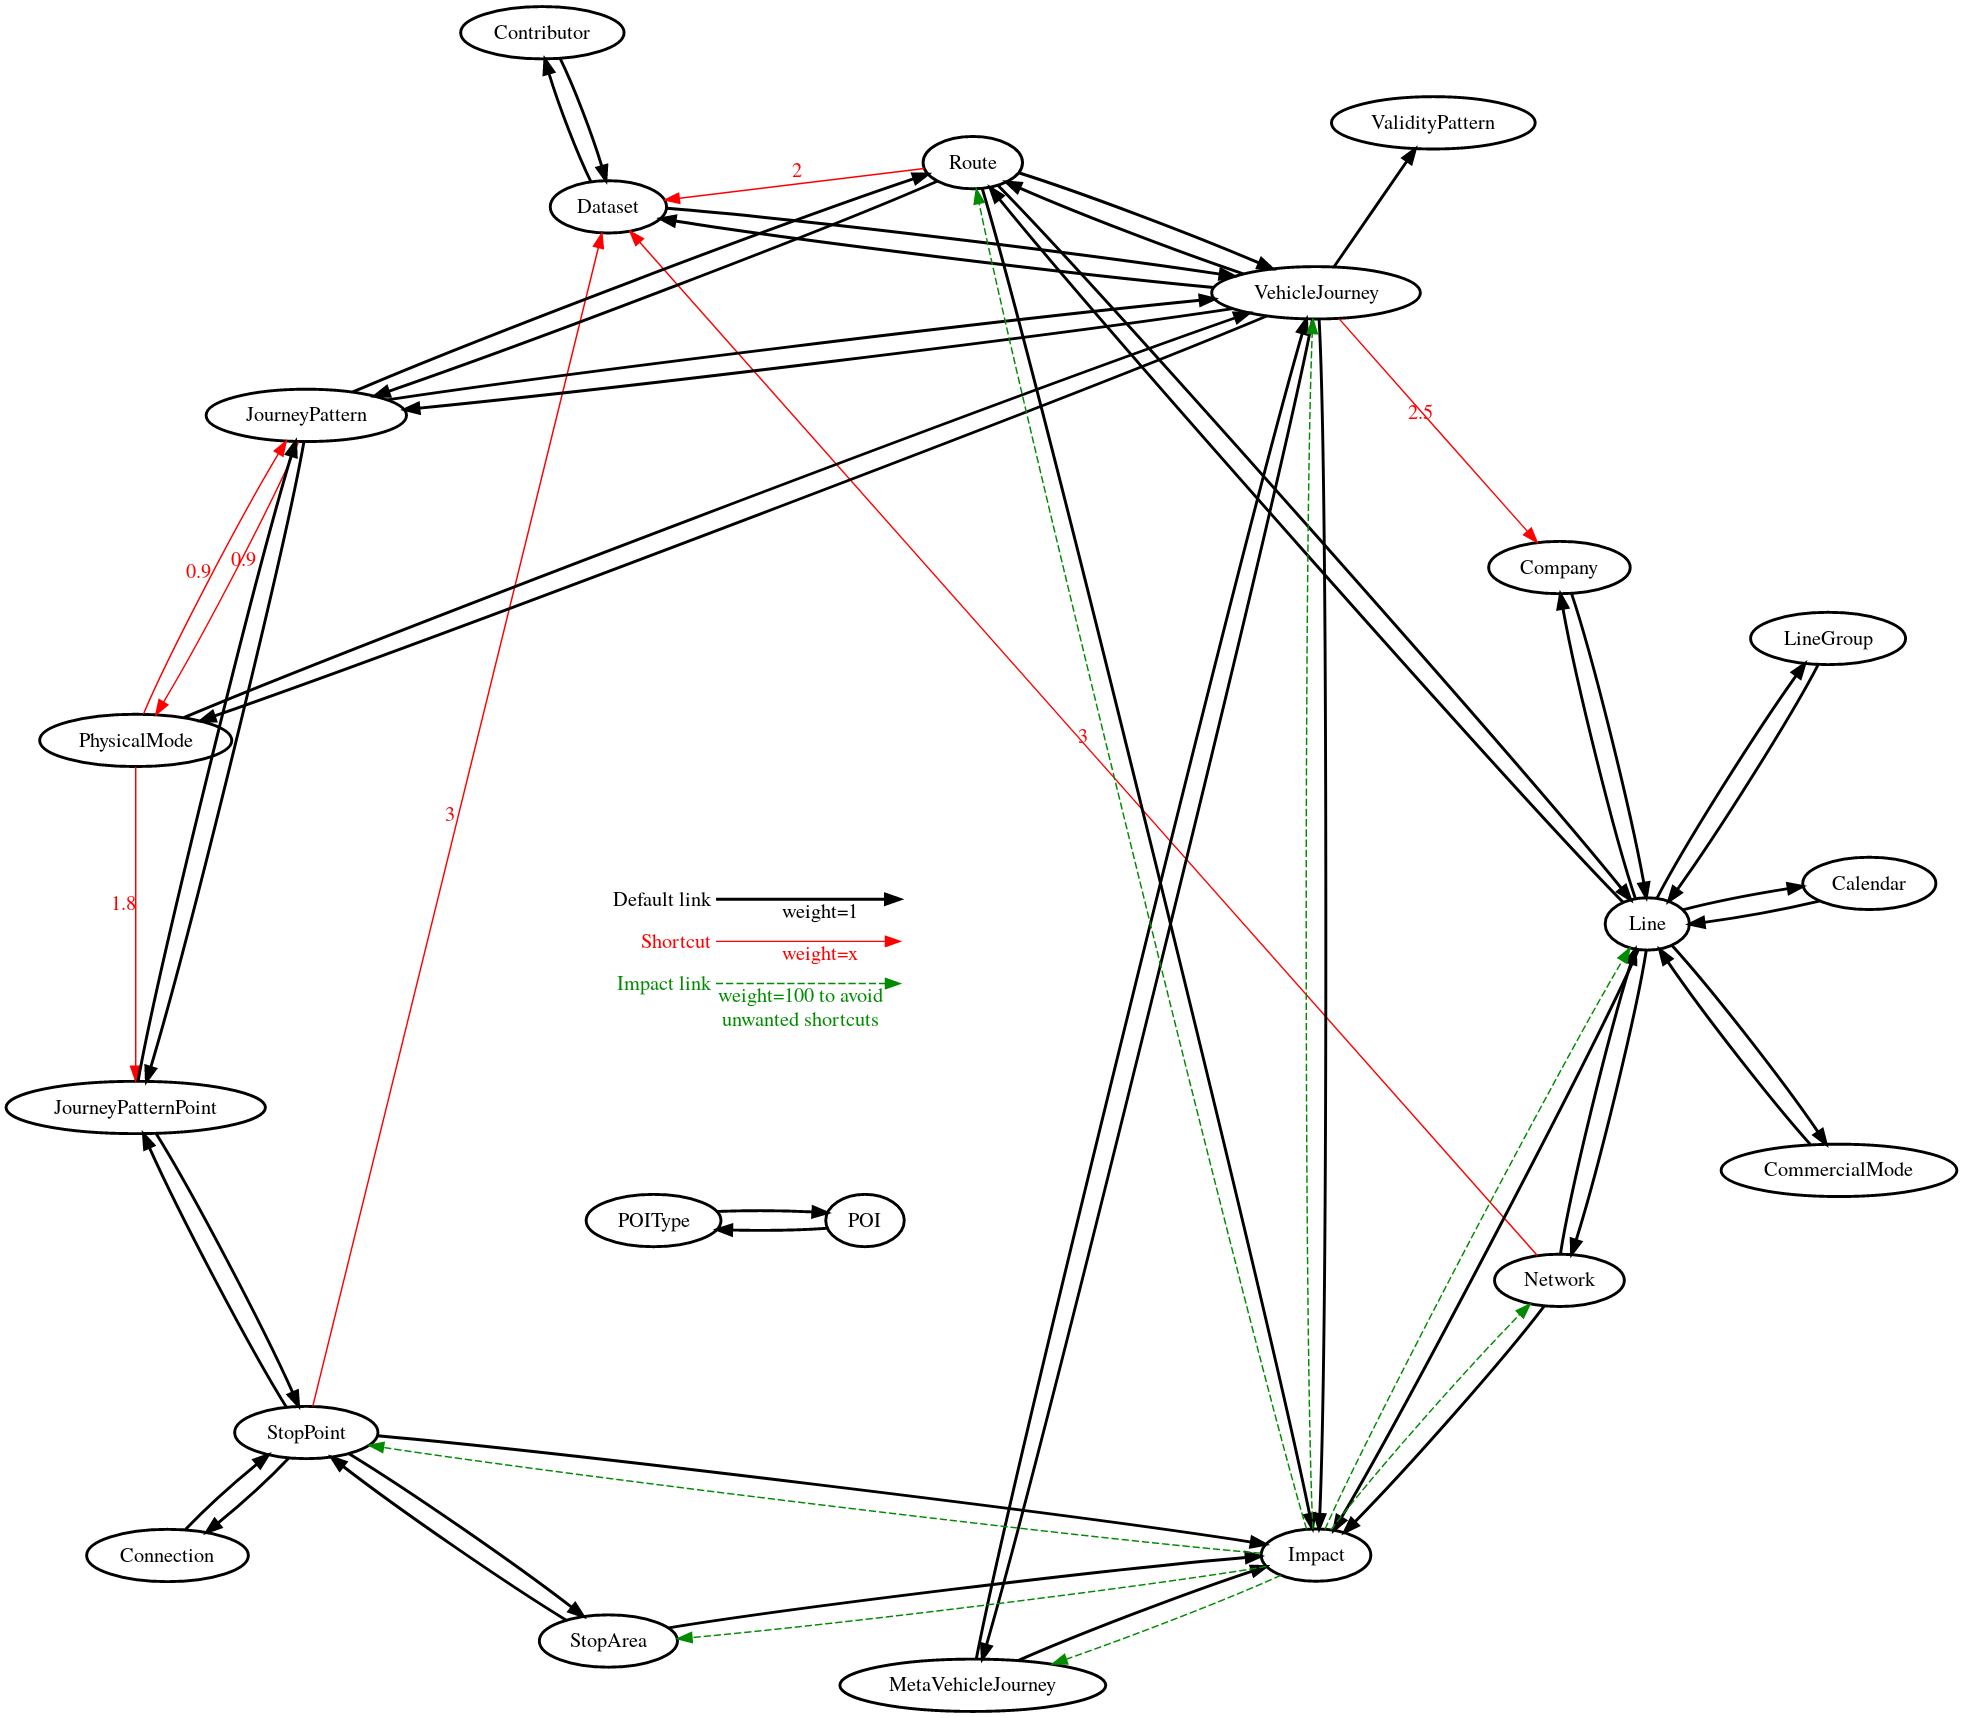 Contributor
ValidityPattern
Route
2
Dataset
VehicleJourney
JourneyPattern
2.5
0.9
0.9
Company
LineGroup
PhysicalMode
3
3
Calendar
1.8
Default link
weight=1
Line
Shortcut
weight=x
Impact link
weight=100 to avoid
unwanted shortcuts
JourneyPatternPoint
CommercialMode
POIType
POI
Network
StopPoint
Connection
Impact
StopArea
MetaVehicleJourney